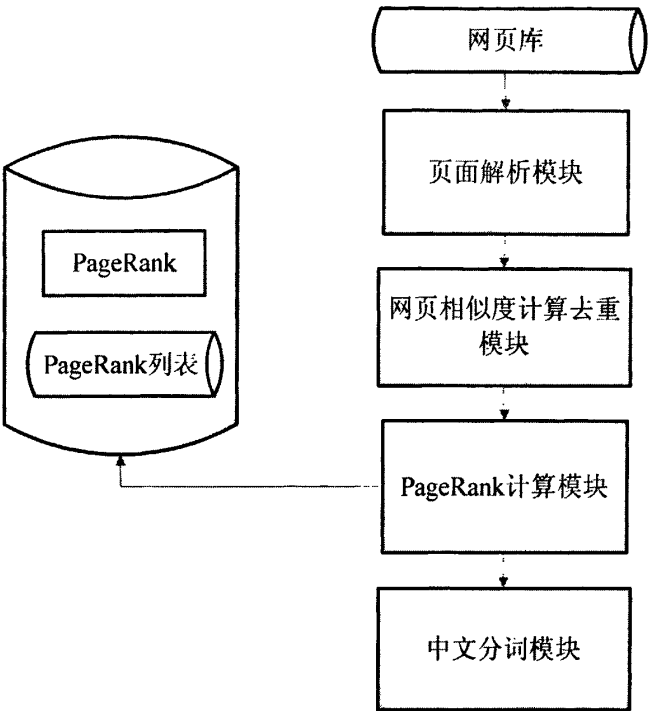 网页库
页面解析模块
PageRank
网页相似度计算去重
模块
PageRank列表
PageRank计算模块
中文分词模块